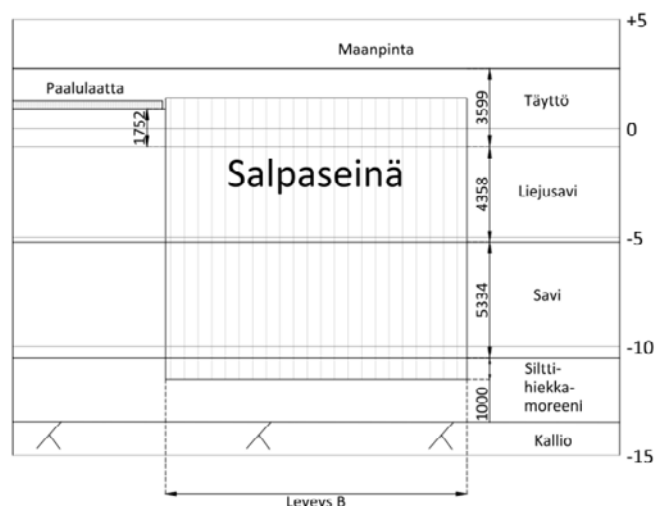 +5
Maanpinta
Paalulaatta
Täyttö
3599
1752
0
Salpaseinä
4358
Liejusavi
-5
5334
Savi
-10
Siltti-
hiekka-
moreeni
1000
Kallio
-15
Leveys B